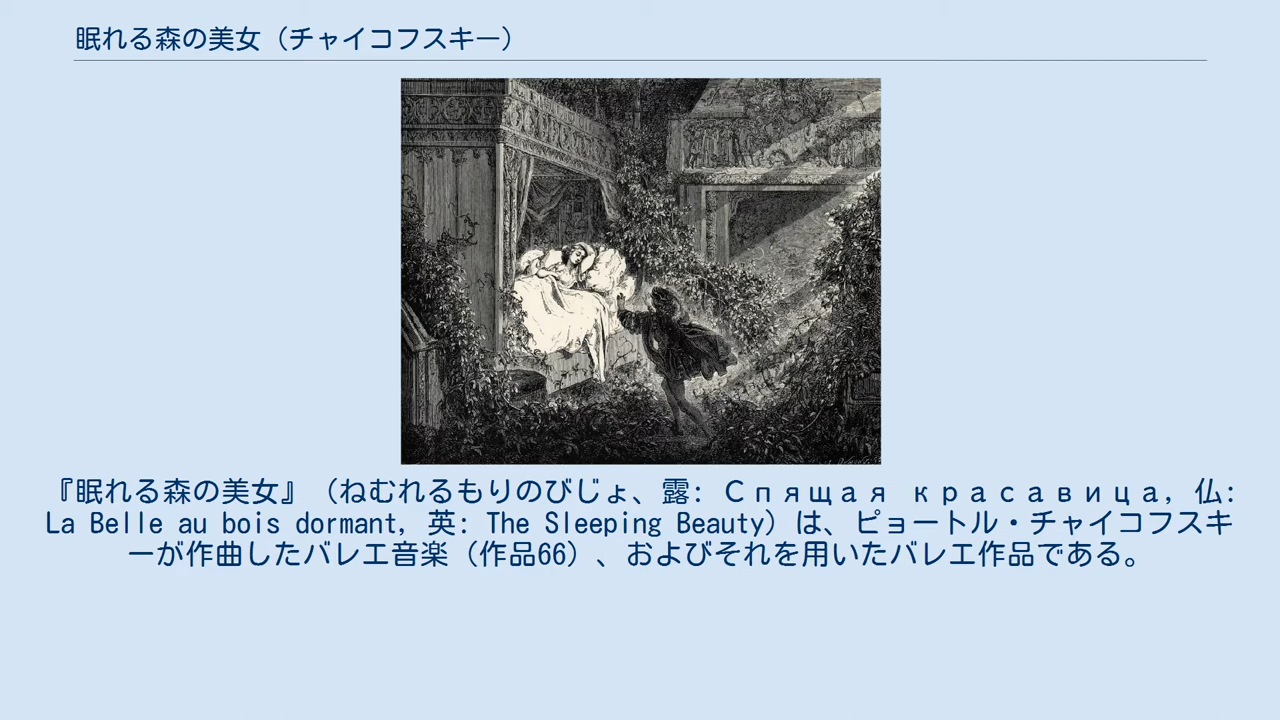 眠れる森の美女（チャイコフスキー）
『眠れる森の美女』（ねむれるもりのびじょ、露: Спящая красавица, 仏:
La Belle au bois dormant, 英: The Sleeping Beauty）は、ピョートル・チャイコフスキ
ーが作曲したバレエ音楽（作品66）、およびそれを用いたバレエ作品である。